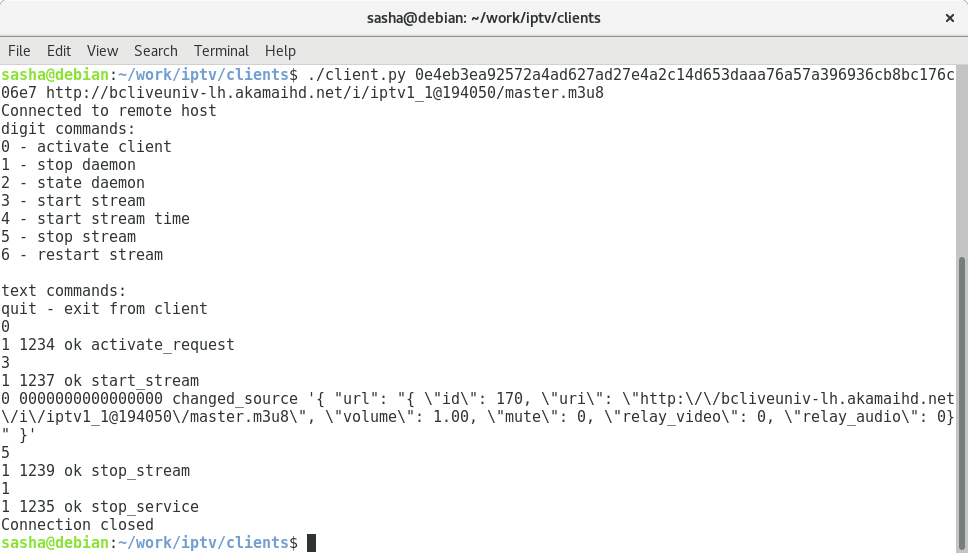 sasha@debian: ~/work/iptv/clients
×
File Edit View Search Terminal Help
sasha@debian:~/work/iptv/clients$ ./client.py 0e4eb3ea92572a4ad627ad27e4a2c14d653daaa76a57a396936cb8bc176c
06e7 http://bcliveuniv-lh.akamaihd.net/i/iptv1_1@194050/master.m3u8
Connected to remote host
digit commands:
0 - activate client
1 - stop daemon
2 - state daemon
3 - start stream
4 - start stream time
5 - stop stream
6 - restart stream
text commands:
quit - exit from client
0
1 1234 ok activate_request
3
1 1237 ok start_stream
0 0000000000000000 changed_source '{ "url": "{ \"id\": 170, \"uri\": \"http:\/\/bcliveuniv-lh.akamaihd.net
\/i\/iptv1_1@194050\/master.m3u8\", \"volume\": 1.00, \"mute\": 0, \"relay_video\": 0, \"relay_audio\": 0}
" }'
5
1 1239 ok stop_stream
1
1 1235 ok stop_service
Connection closed
sasha@debian:~/work/iptv/clients$